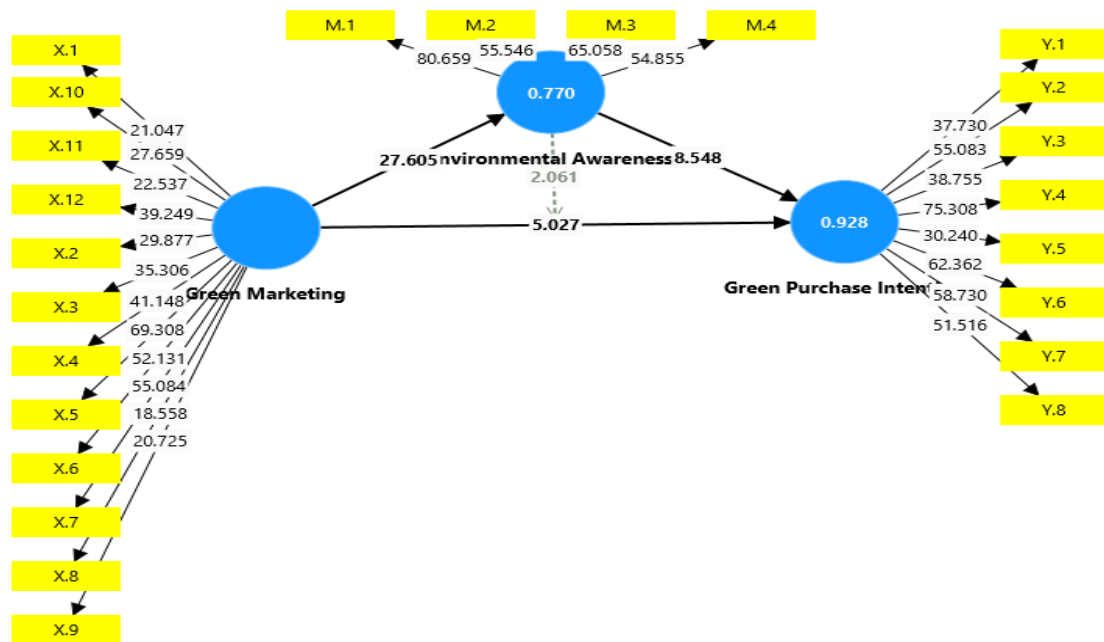 M.1
M.2
M.3
M.4
80.659
55.546
65.058
54.855
0.770
X.1
X.10
X.11
X.12
X.2
X.3
X.4
X.5
X.6
X.7
X.8
X.9
21.047
27.659
22.537
39.249
29.877
35.306
41.148
69.308
52.131
55.084
18.558
20.725
Green Marketing
27.605
nvironmental Awareness
8.548
2.061
5.027
0.928
Green Purchase Inten
37.730
55.083
38.755
75.308
30.240
62.362
58.730
51.516
Y.1
Y.2
Y.3
Y.4
Y.5
Y.6
Y.7
Y.8